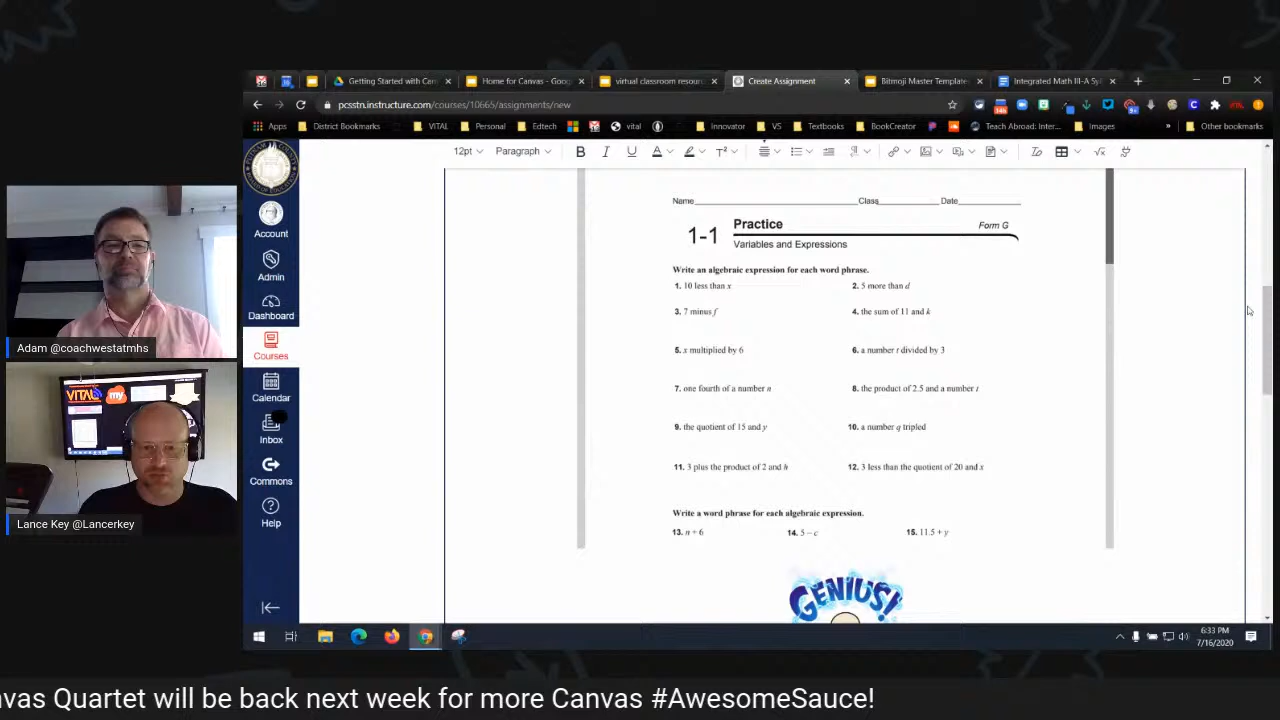 Getting Started with Can
Home for Canvas - Goog
virtual classroom resour
Create Assignment
Bitmoji Master Template
Integrated Math III-A Syl
pcsstn.instructure.com/courses/10665/assignments/new
Apps
District Bookmarks
VITAL
Personal
Edtech
vital
Innovator
VS
Textbooks
BookCreator
Teach Abroad: Inter...
Images
Other bookmarks
12pt
Paragraph
Account
Admin
Dashboard
Courses
Calendar
Inbox
Commons
Help
Name Class Date
1-1
Practice
Form G
Variables and Expressions
Write an algebraic expression for each word phrase.
1. 10 less than x
2. 5 more than d
3. 7 minus f
4. the sum of 11 and k
5. x multiplied by 6
6. a number t divided by 3
7. one fourth of a number n
8. the product of 2.5 and a number t
9. the quotient of 15 and y
10. a number q tripled
11. 3 plus the product of 2 and h
12. 3 less than the quotient of 20 and x
Write a word phrase for each algebraic expression.
13. n + 6
14. 5 − c
15. 11.5 + y
GENIUS!
6:33 PM
7/16/2020
Adam @coachwestatmhs
VITAL
my
Lance Key @Lancerkey
vas Quartet will be back next week for more Canvas #AwesomeSauce!